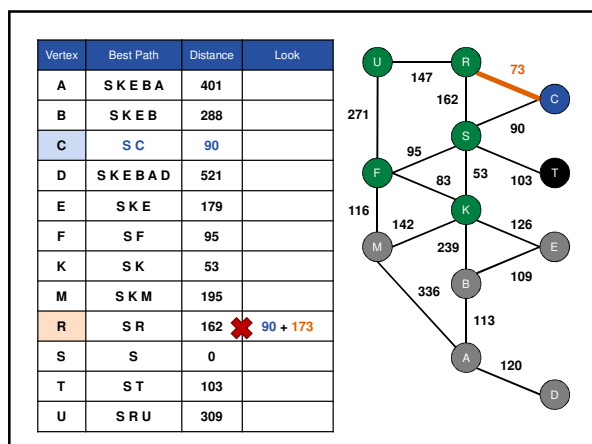 Vertex Best Path Distance Look
A S K E B A 401
B S K E B 288
C S C 90
D S K E B A D 521
E S K E 179
F S F 95
K S K 53
M S K M 195
R S R 162 90 + 173
S S 0
T S T 103
U S R U 309
U R 73
147
C
271 162
90
S
95
T
F 83 53 103
K
116 142 126
M 239 E
B 109
336
113
A
120
D